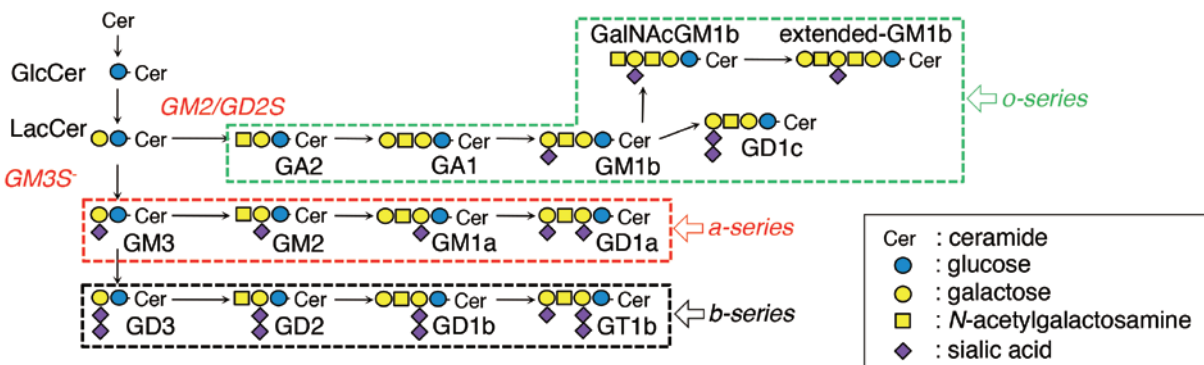 Cer
GalNAcGM1b extended-GM1b
GlcCer Cer Cer Cer
GM2/GD2S o-series
LacCer Cer Cer Cer Cer Cer
GA2 GA1 GM1b GD1c
GM3S-
Cer Cer Cer Cer
GM3 GM2 GM1a GD1a a-series
Cer : ceramide
: glucose
: galactose
: N-acetylgalactosamine
: sialic acid
Cer Cer Cer Cer
GD3 GD2 GD1b GT1b b-series